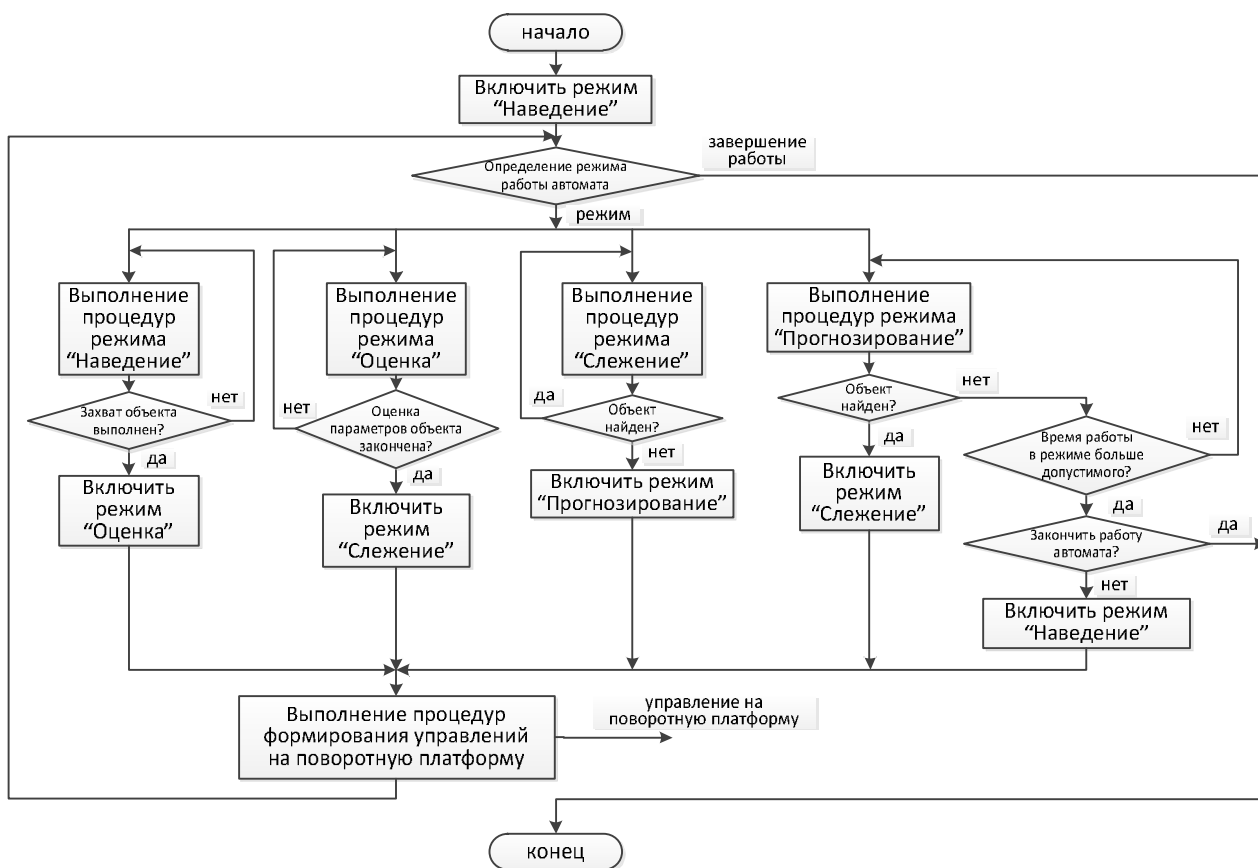 начало
Включить режим
“Наведение”
завершение
работы
Определение режима
работы автомата
режим
Выполнение
процедур
режима
“Наведение”
Захват объекта
выполнен?
нет
да
Включить
режим
“Оценка”
Выполнение
процедур
режима
“Оценка”
нет
Оценка
параметров объекта
закончена?
да
Включить
режим
“Слежение”
Выполнение
процедур
режима
“Слежение”
да
Объект
найден?
нет
Включить режим
“Прогнозирование”
Выполнение
процедур режима
“Прогнозирование”
Объект
найден?
нет
да
Включить
режим
“Слежение”
Время работы
в режиме больше
допустимого?
нет
да
Закончить работу
автомата?
да
нет
Включить режим
“Наведение”
Выполнение процедур
формирования управлений
на поворотную платформу
управление на
поворотную платформу
конец